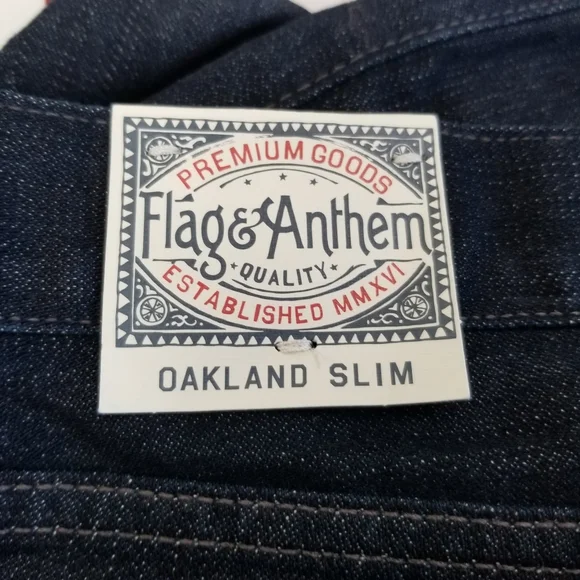 PREMIUM GOODS
Flag & Anthem
QUALITY
ESTABLISHED MMXVI
OAKLAND SLIM